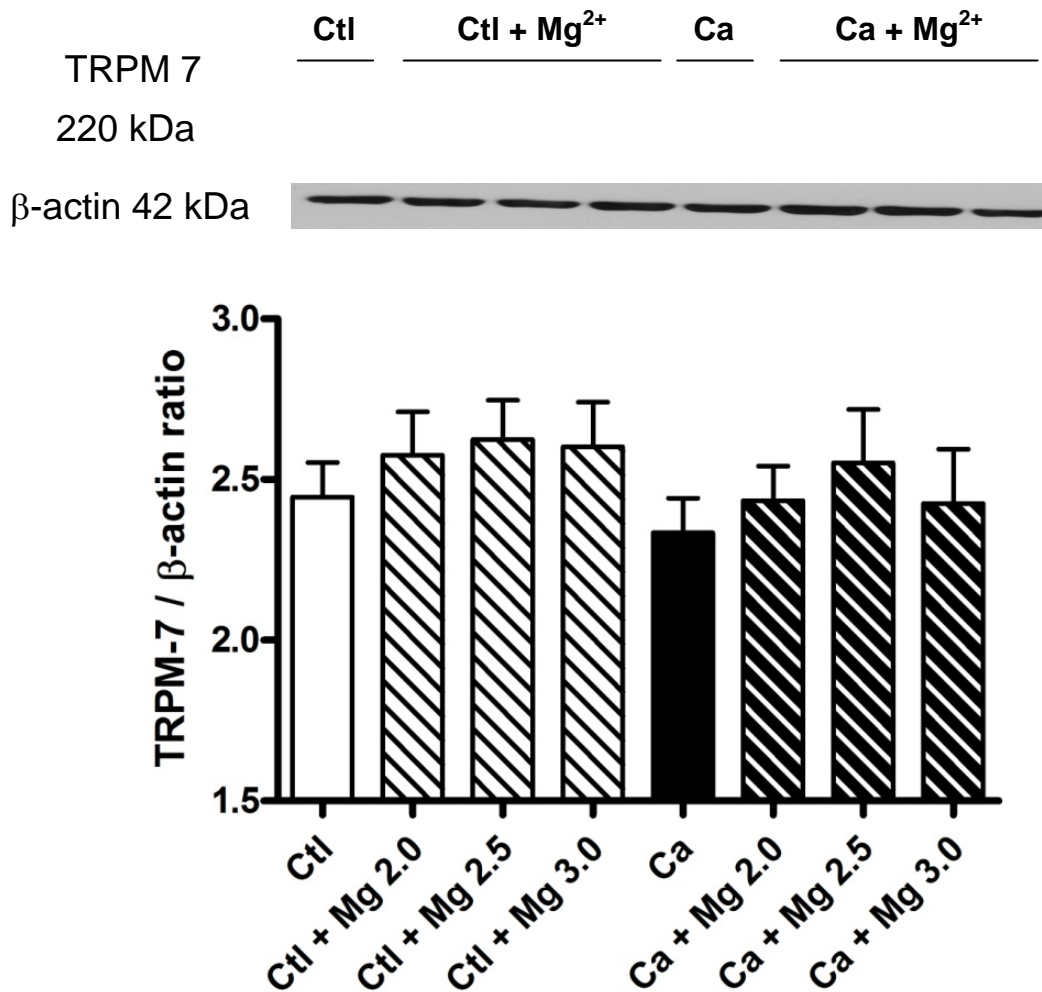 Ctl Ctl + Mg²⁺ Ca Ca + Mg²⁺
TRPM 7
220 kDa
β-actin 42 kDa
3.0
2.5
2.0
1.5
TRPM-7 / β-actin ratio
Ctl
Ctl + Mg 2.0
Ctl + Mg 2.5
Ctl + Mg 3.0
Ca
Ca + Mg 2.0
Ca + Mg 2.5
Ca + Mg 3.0